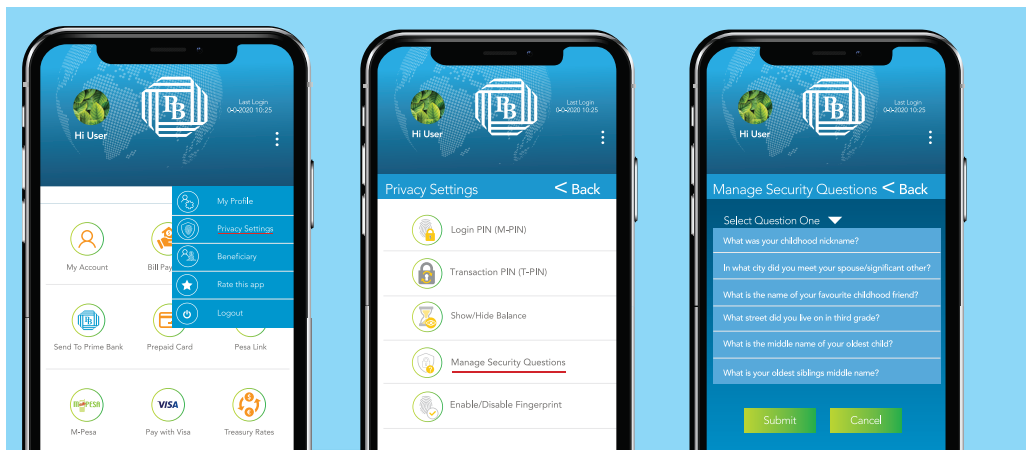 PB
Last Login
0-0-2020 10:25
Hi User
My Profile
Privacy Settings
Beneficiary
Rate this app
Logout
My Account
Bill Pay
Send To Prime Bank
Prepaid Card
Pesa Link
M-PESA
VISA
M-Pesa
Pay with Visa
Treasury Rates
PB
Last Login
0-0-2020 10:25
Hi User
Privacy Settings
< Back
Login PIN (M-PIN)
Transaction PIN (T-PIN)
Show/Hide Balance
Manage Security Questions
Enable/Disable Fingerprint
PB
Last Login
0-0-2020 10:25
Hi User
Manage Security Questions < Back
Select Question One
What was your childhood nickname?
In what city did you meet your spouse/significant other?
What is the name of your favourite childhood friend?
What street did you live on in third grade?
What is the middle name of your oldest child?
What is your oldest siblings middle name?
Submit
Cancel